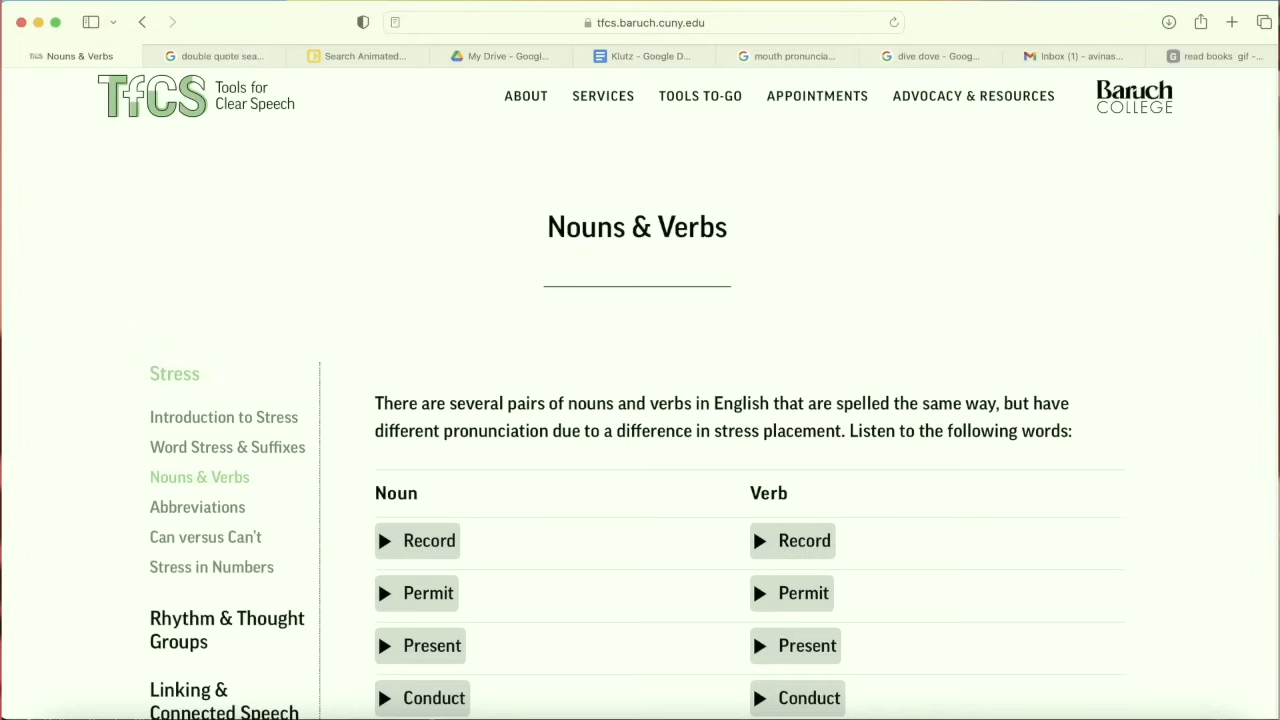 tfcs.baruch.cuny.edu
TfCS Nouns & Verbs
double quote sea...
Search Animated...
My Drive – Googl...
Klutz - Google D...
mouth pronuncia...
dive dove - Goog...
Inbox (1) – avinas...
G read books gif -...
TfCS Tools for
Clear Speech
ABOUT
SERVICES
TOOLS TO-GO
APPOINTMENTS
ADVOCACY & RESOURCES
Baruch
COLLEGE
Nouns & Verbs
Stress
Introduction to Stress
Word Stress & Suffixes
Nouns & Verbs
Abbreviations
Can versus Can't
Stress in Numbers
Rhythm & Thought
Groups
Linking &
Connected Speech
There are several pairs of nouns and verbs in English that are spelled the same way, but have
different pronunciation due to a difference in stress placement. Listen to the following words:
Noun Verb
Record Record
Permit Permit
Present Present
Conduct Conduct